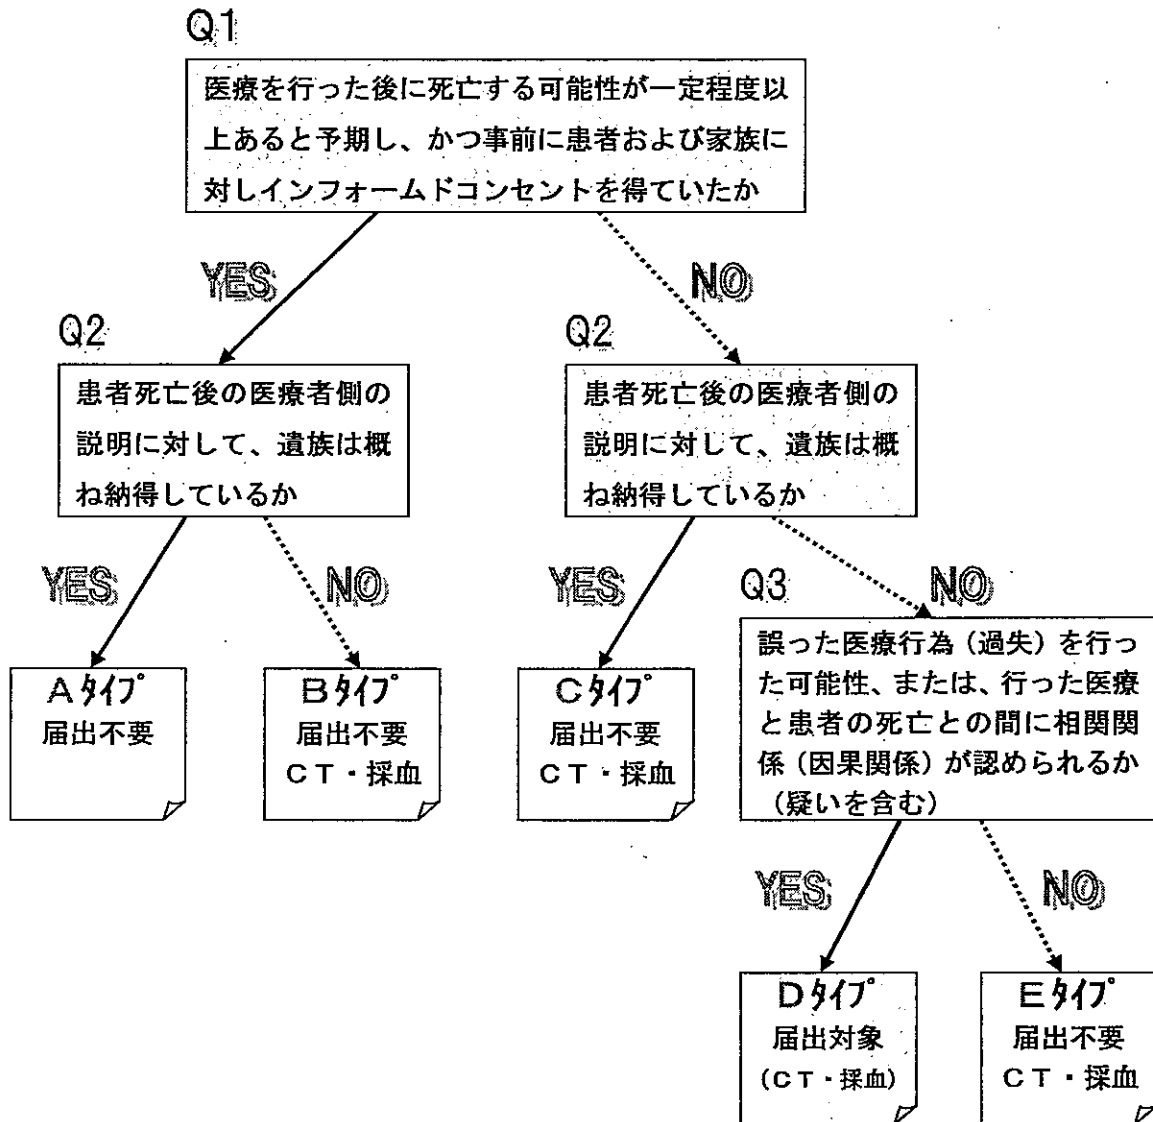 Q1
医療を行った後に死亡する可能性が一定程度以
上あると予期し、かつ事前に患者および家族に
対しインフォームドコンセントを得ていたか
YES
NO
Q2
患者死亡後の医療者側の
説明に対して、遺族は概
ね納得しているか
Q2
患者死亡後の医療者側の
説明に対して、遺族は概
ね納得しているか
YES
NO
YES
NO
Aタイプ
届出不要
Bタイプ
届出不要
CT・採血
Cタイプ
届出不要
CT・採血
Q3
誤った医療行為(過失)を行っ
た可能性、または、行った医療
と患者の死亡との間に相関関
係(因果関係)が認められるか
(疑いを含む)
YES
NO
Dタイプ
届出対象
(CT・採血)
Eタイプ
届出不要
CT・採血